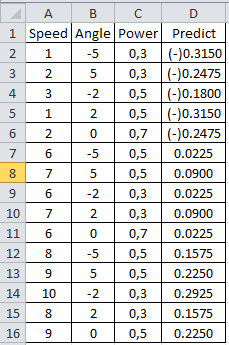 A B C D
1 Speed Angle Power Predict
2 1 -5 0,3 (-)0.3150
3 2 5 0,3 (-)0.2475
4 3 -2 0,5 (-)0.1800
5 1 2 0,5 (-)0.3150
6 2 0 0,7 (-)0.2475
7 6 -5 0,5 0.0225
8 7 5 0,5 0.0900
9 6 -2 0,3 0.0225
10 7 2 0,3 0.0900
11 6 0 0,7 0.0225
12 8 -5 0,5 0.1575
13 9 5 0,5 0.2250
14 10 -2 0,3 0.2925
15 8 2 0,3 0.1575
16 9 0 0,5 0.2250